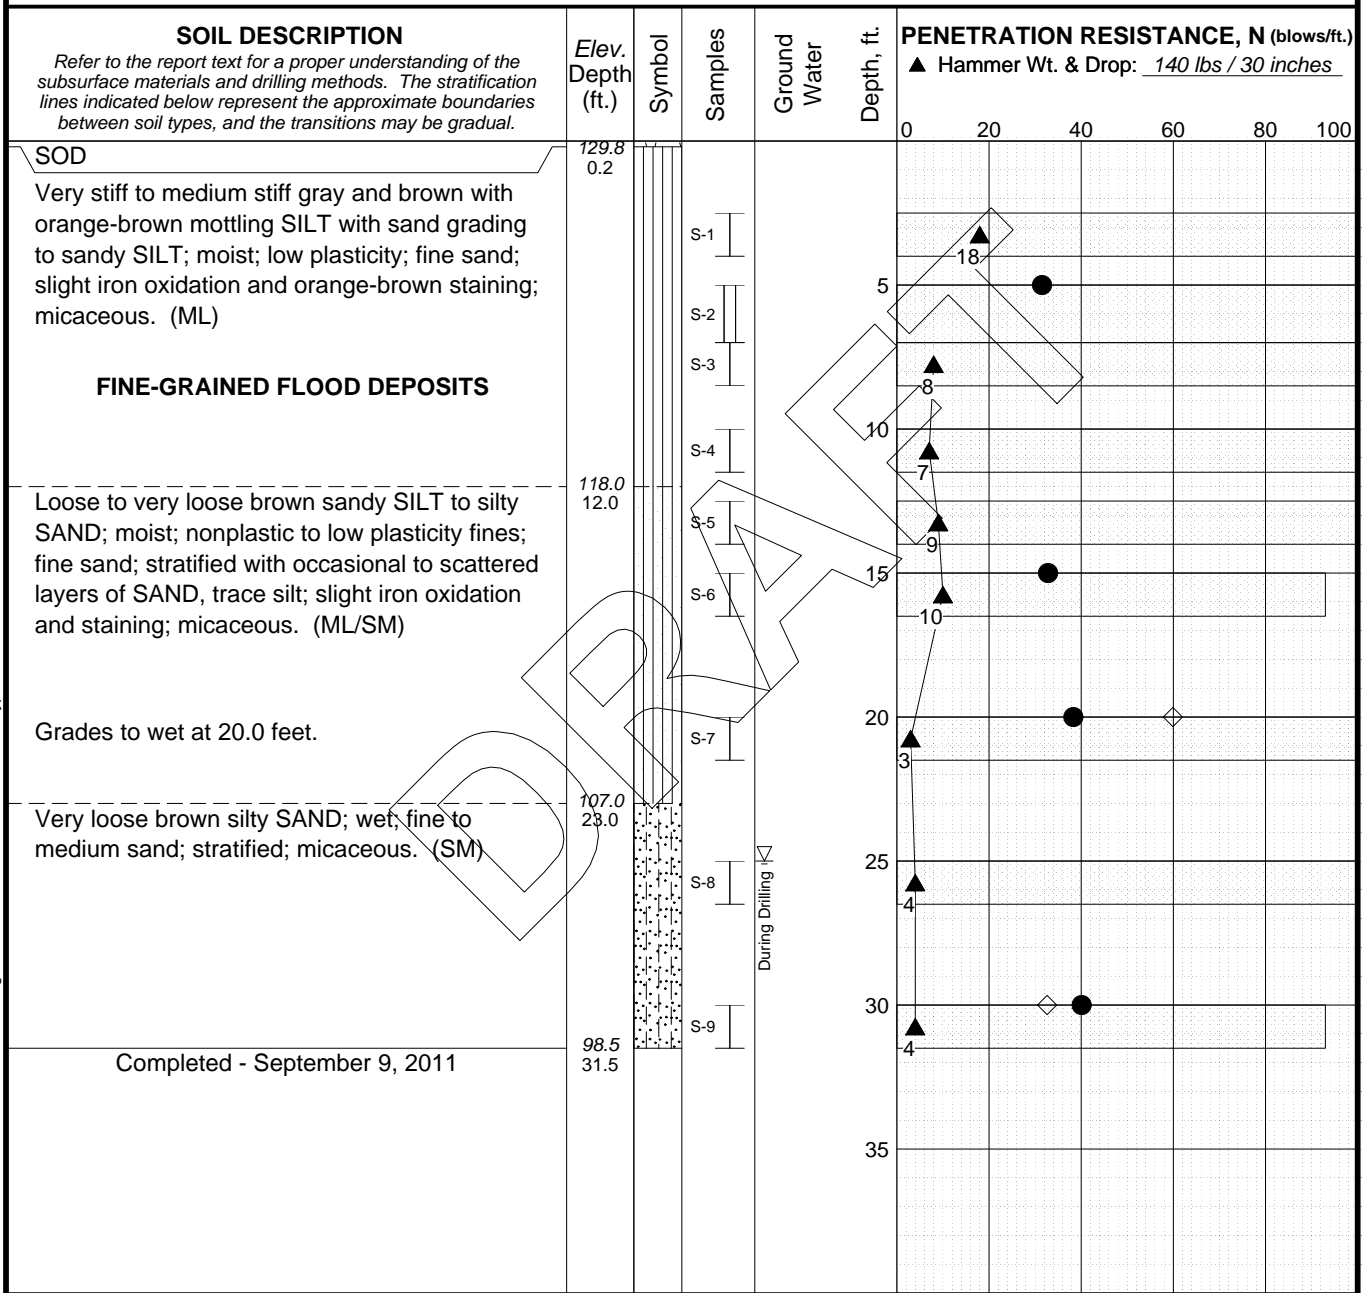 SOIL DESCRIPTION
Refer to the report text for a proper understanding of the
subsurface materials and drilling methods. The stratification
lines indicated below represent the approximate boundaries
between soil types, and the transitions may be gradual.
Elev.
Depth
(ft.)
Symbol
Samples
Ground
Water
Depth, ft.
PENETRATION RESISTANCE, N (blows/ft.)
▲ Hammer Wt. & Drop: 140 lbs / 30 inches
0 20 40 60 80 100
SOD
129.8
0.2
Very stiff to medium stiff gray and brown with
orange-brown mottling SILT with sand grading
to sandy SILT; moist; low plasticity; fine sand;
slight iron oxidation and orange-brown staining;
micaceous. (ML)
FINE-GRAINED FLOOD DEPOSITS
118.0
12.0
Loose to very loose brown sandy SILT to silty
SAND; moist; nonplastic to low plasticity fines;
fine sand; stratified with occasional to scattered
layers of SAND, trace silt; slight iron oxidation
and staining; micaceous. (ML/SM)
Grades to wet at 20.0 feet.
107.0
23.0
Very loose brown silty SAND; wet; fine to
medium sand; stratified; micaceous. (SM)
98.5
31.5
Completed - September 9, 2011
S-1
S-2
S-3
S-4
S-5
S-6
S-7
S-8
S-9
During Drilling
5
10
15
20
25
30
35
18
8
7
9
10
3
4
4
DRAFT